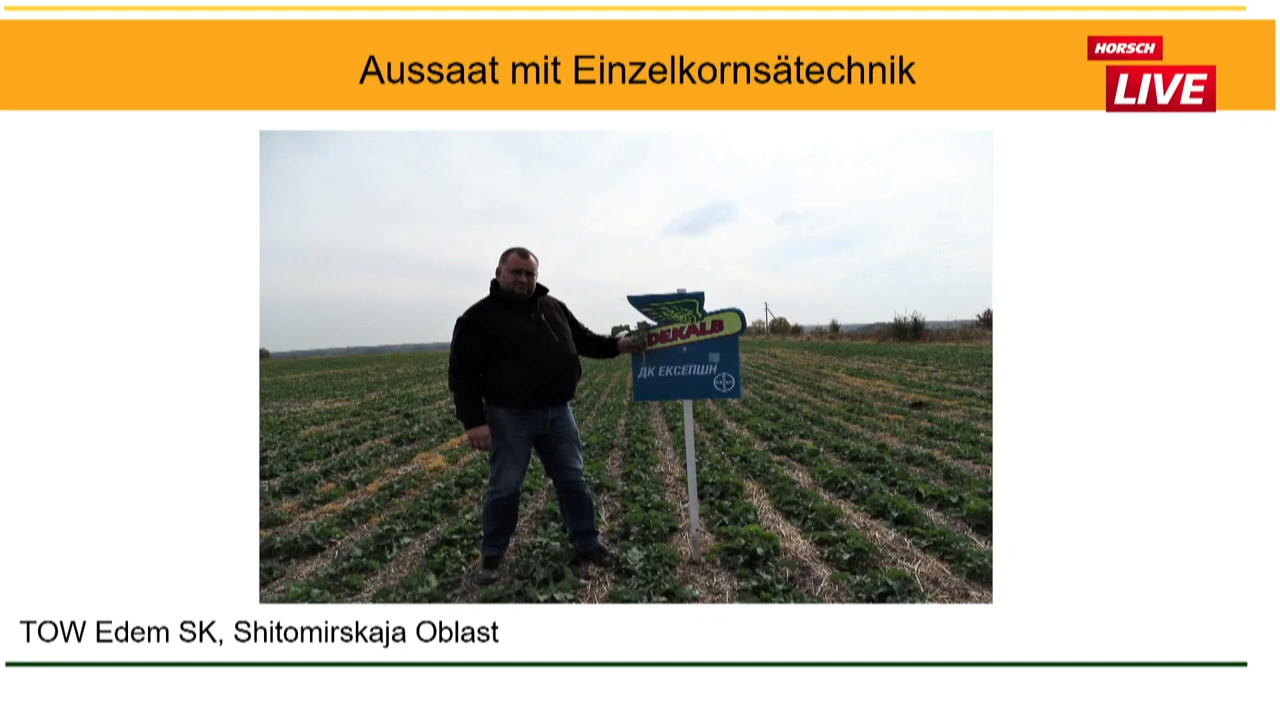 Aussaat mit Einzelkornsätechnik
HORSCH
LIVE
DEKALB
ДК ЕКСЕПШН
TOW Edem SK, Shitomirskaja Oblast